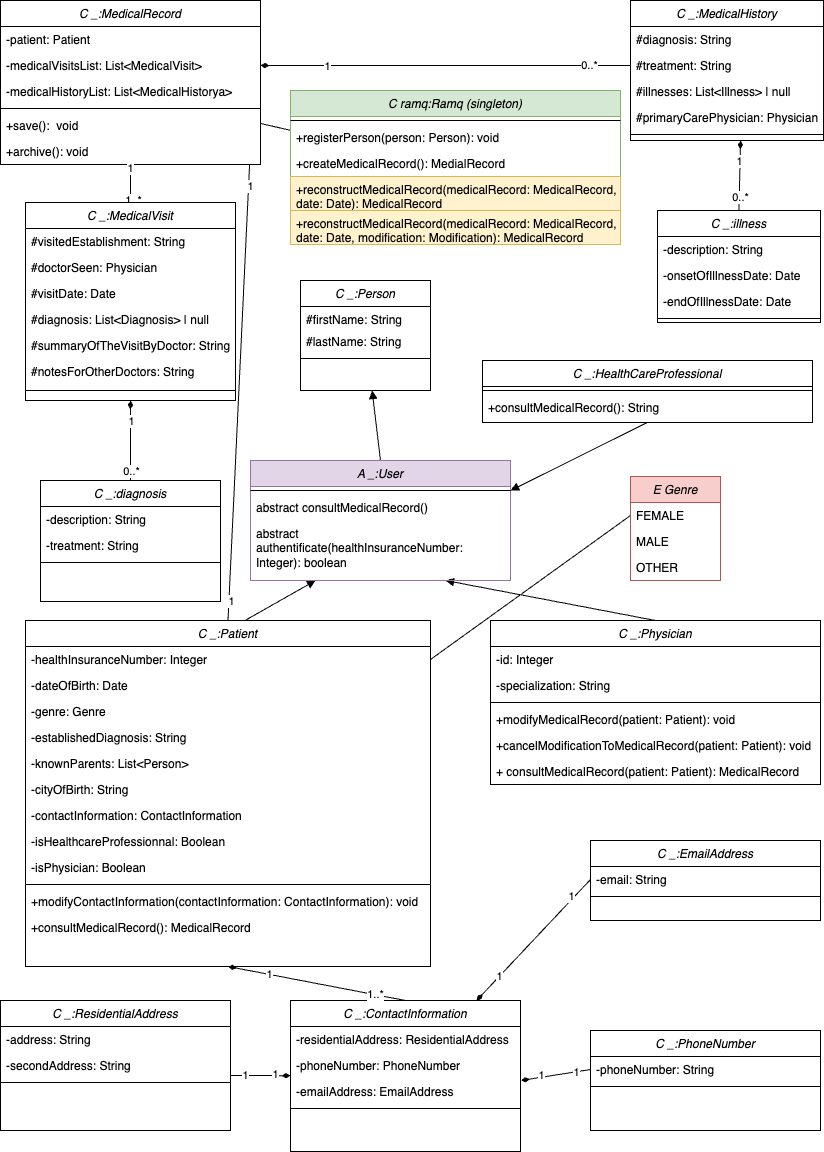 C _:MedicalRecord
-patient: Patient
-medicalVisitsList: List<MedicalVisit>
-medicalHistoryList: List<MedicalHistorya>
+save():  void
+archive(): void
1
0..*
C _:MedicalHistory
#diagnosis: String
#treatment: String
#illnesses: List<Illness> | null
#primaryCarePhysician: Physician
C ramq:Ramq (singleton)
+registerPerson(person: Person): void
+createMedicalRecord(): MedialRecord
+reconstructMedicalRecord(medicalRecord: MedicalRecord,
date: Date): MedicalRecord
+reconstructMedicalRecord(medicalRecord: MedicalRecord,
date: Date, modification: Modification): MedicalRecord
1
1..*
1
1
0..*
C _:MedicalVisit
#visitedEstablishment: String
#doctorSeen: Physician
#visitDate: Date
#diagnosis: List<Diagnosis> | null
#summaryOfTheVisitByDoctor: String
#notesForOtherDoctors: String
C _:illness
-description: String
-onsetOfIllnessDate: Date
-endOfIllnessDate: Date
C _:Person
#firstName: String
#lastName: String
C _:HealthCareProfessional
+consultMedicalRecord(): String
1
0..*
C _:diagnosis
-description: String
-treatment: String
A _:User
abstract consultMedicalRecord()
abstract
authentificate(healthInsuranceNumber:
Integer): boolean
E Genre
FEMALE
MALE
OTHER
1
C _:Patient
-healthInsuranceNumber: Integer
-dateOfBirth: Date
-genre: Genre
-establishedDiagnosis: String
-knownParents: List<Person>
-cityOfBirth: String
-contactInformation: ContactInformation
-isHealthcareProfessionnal: Boolean
-isPhysician: Boolean
+modifyContactInformation(contactInformation: ContactInformation): void
+consultMedicalRecord(): MedicalRecord
C _:Physician
-id: Integer
-specialization: String
+modifyMedicalRecord(patient: Patient): void
+cancelModificationToMedicalRecord(patient: Patient): void
+ consultMedicalRecord(patient: Patient): MedicalRecord
C _:EmailAddress
-email: String
1
1
1
1..*
C _:ResidentialAddress
-address: String
-secondAddress: String
1
1
C _:ContactInformation
-residentialAddress: ResidentialAddress
-phoneNumber: PhoneNumber
-emailAddress: EmailAddress
1
1
C _:PhoneNumber
-phoneNumber: String